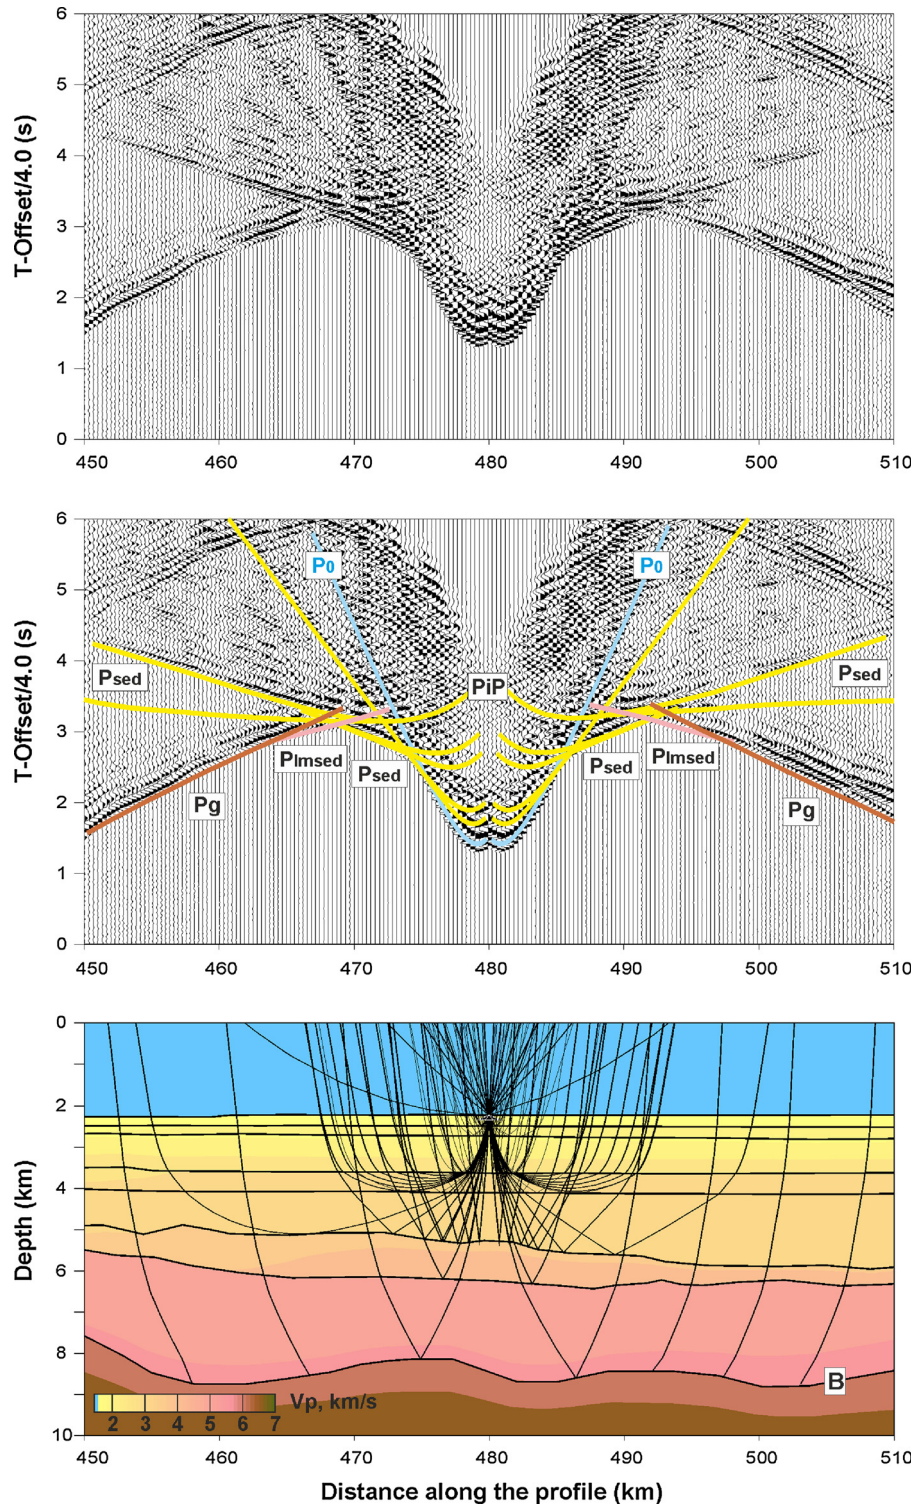 6
5
4
3
2
1
0
T-Offset/4.0 (s)
450 460 470 480 490 500 510
6
5
4
3
2
1
0
T-Offset/4.0 (s)
P0 P0
Psed PiP Psed
Plmsed Psed Psed Plmsed
Pg Pg
450 460 470 480 490 500 510
0
2
4
6
8
10
Depth (km)
B
Vp, km/s
2 3 4 5 6 7
450 460 470 480 490 500 510
Distance along the profile (km)